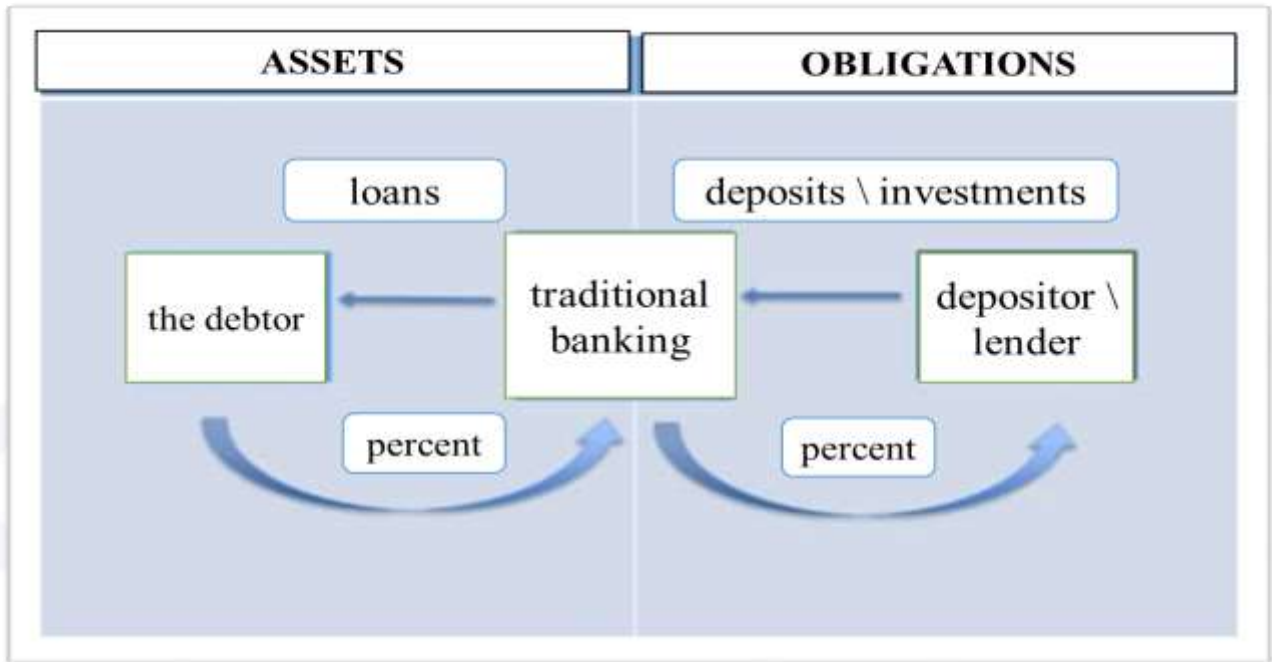 ASSETS
OBLIGATIONS
loans
deposits \ investments
the debtor
traditional
banking
depositor \
lender
percent
percent